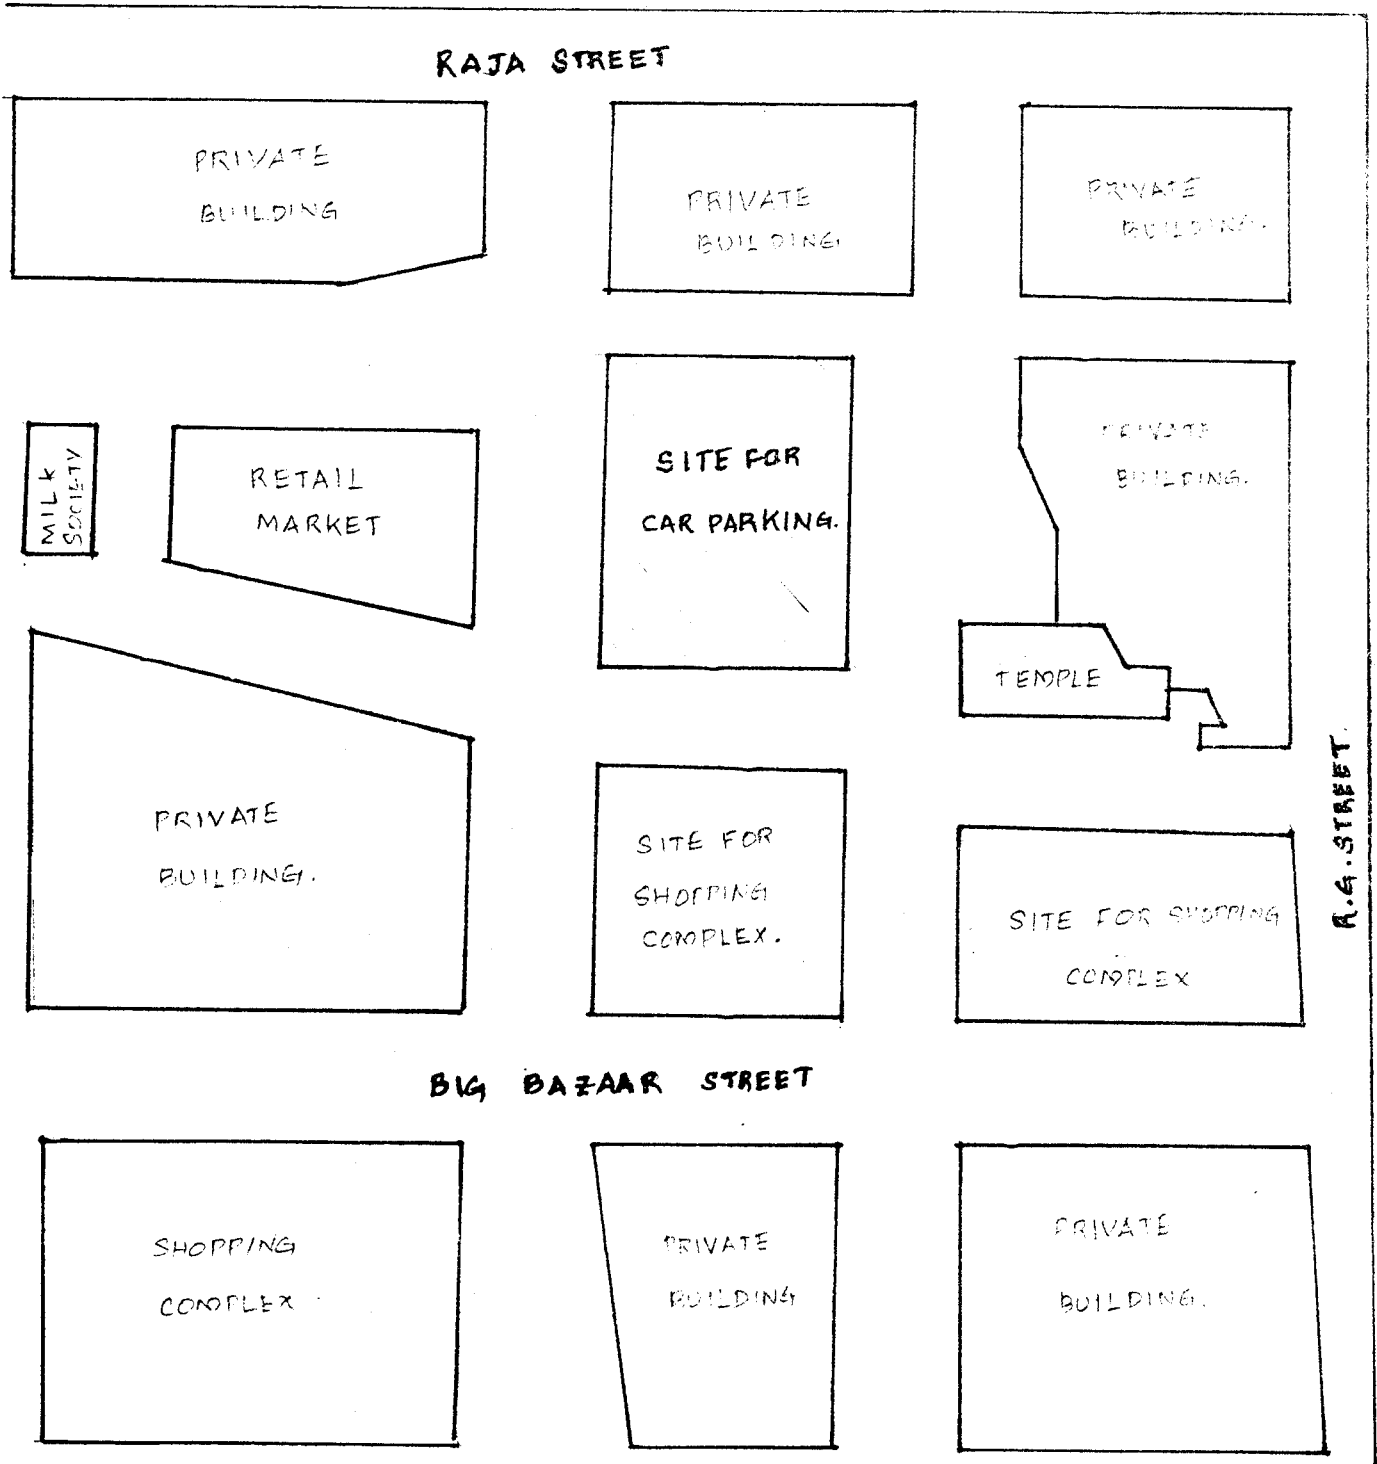 RAJA STREET
PRIVATE
BUILDING
PRIVATE
BUILDING.
PRIVATE
BUILDING.
MILK
SOCIETY
RETAIL
MARKET
SITE FOR
CAR PARKING.
PRIVATE
BUILDING.
TEMPLE
PRIVATE
BUILDING.
SITE FOR
SHOPPING
COMPLEX.
SITE FOR SHOPPING
COMPLEX
R.G. STREET.
BIG BAZAAR STREET
SHOPPING
COMPLEX
PRIVATE
BUILDING
PRIVATE
BUILDING.